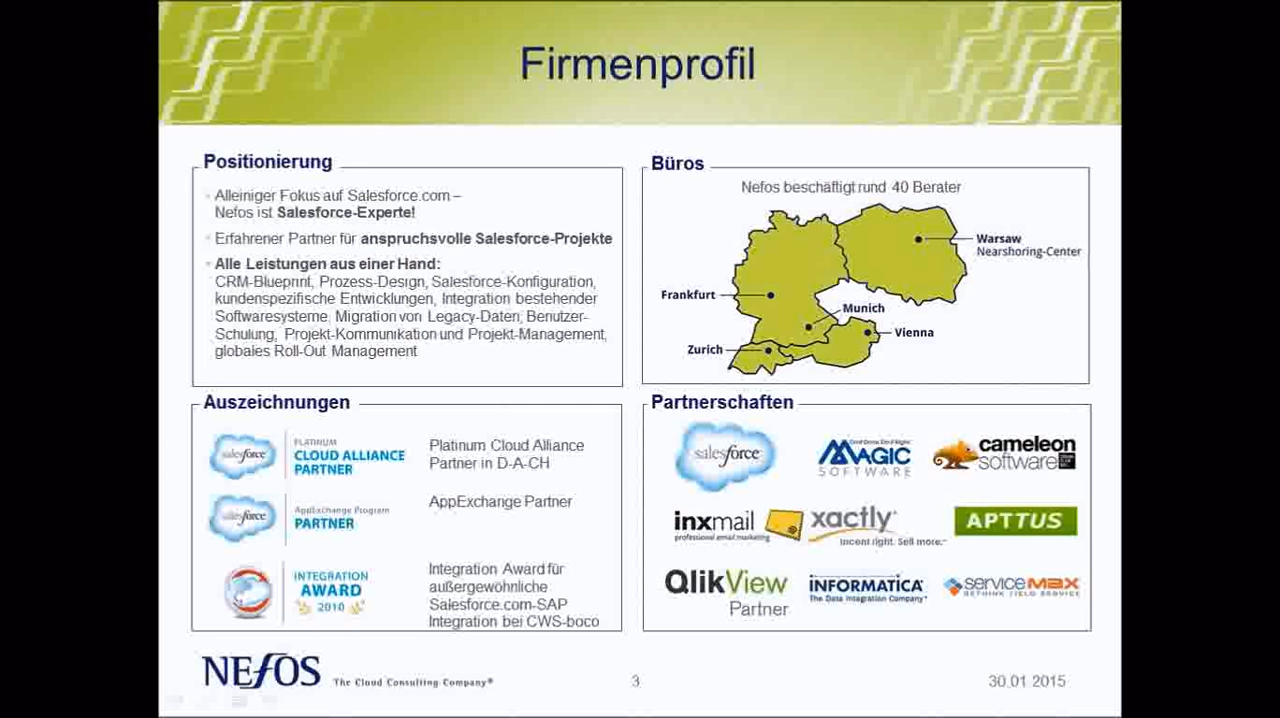 Firmenprofil
Positionierung
Alleiniger Fokus auf Salesforce.com –
Nefos ist Salesforce-Experte!
Erfahrener Partner für anspruchsvolle Salesforce-Projekte
Alle Leistungen aus einer Hand:
CRM-Blueprint, Prozess-Design, Salesforce-Konfiguration,
kundenspezifische Entwicklungen, Integration bestehender
Softwaresysteme, Migration von Legacy-Daten, Benutzer-
Schulung, Projekt-Kommunikation und Projekt-Management,
globales Roll-Out Management
Büros
Nefos beschäftigt rund 40 Berater
Warsaw
Nearshoring-Center
Frankfurt
Munich
Vienna
Zurich
Auszeichnungen
salesforce
PLATINUM
CLOUD ALLIANCE
PARTNER
Platinum Cloud Alliance
Partner in D-A-CH
salesforce
AppExchange Program
PARTNER
AppExchange Partner
INTEGRATION
AWARD
2010
Integration Award für
außergewöhnliche
Salesforce.com-SAP
Integration bei CWS-boco
Partnerschaften
salesforce
MAGIC
SOFTWARE
cameleon
software
inxmail
professional email marketing
xactly
Incent right. Sell more.™
APTTUS
QlikView
Partner
INFORMATICA
The Data Integration Company™
serviceMAX
RETHINK FIELD SERVICE
NEFOS
The Cloud Consulting Company®
3
30.01.2015